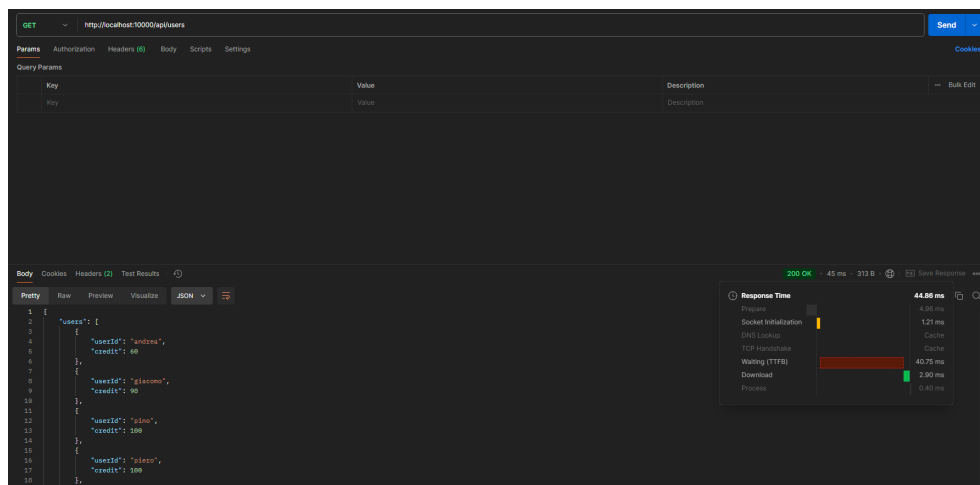 GET http://localhost:10000/api/users Send
Params Authorization Headers (6) Body Scripts Settings Cookies
Query Params
Key Value Description ••• Bulk Edit
Key Value Description
Body Cookies Headers (2) Test Results 200 OK 45 ms 313 B Save Response •••
Pretty Raw Preview Visualize JSON
Response Time 44.86 ms
Prepare 4.96 ms
Socket Initialization 1.21 ms
DNS Lookup Cache
TCP Handshake Cache
Waiting (TTFB) 40.75 ms
Download 2.90 ms
Process 0.40 ms
1 {
2 "users": [
3 {
4 "userId": "andrea",
5 "credit": 60
6 },
7 {
8 "userId": "giacomo",
9 "credit": 90
10 },
11 {
12 "userId": "pino",
13 "credit": 100
14 },
15 {
16 "userId": "piero",
17 "credit": 100
18 },